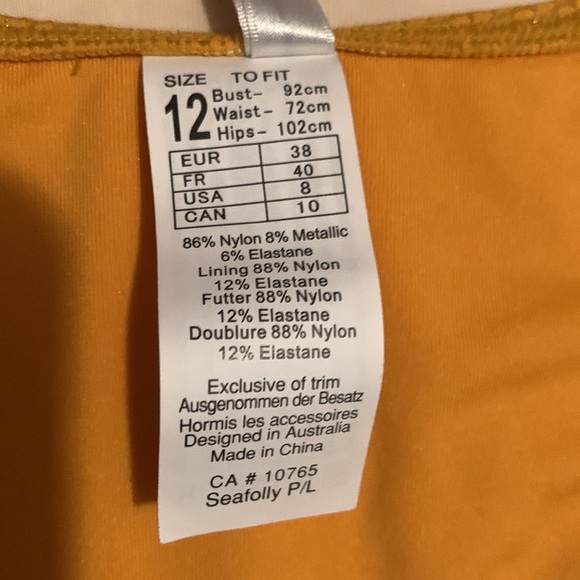 SIZE TO FIT
12 Bust- 92cm
Waist- 72cm
Hips- 102cm
EUR 38
FR 40
USA 8
CAN 10
86% Nylon 8% Metallic
6% Elastane
Lining 88% Nylon
12% Elastane
Futter 88% Nylon
12% Elastane
Doublure 88% Nylon
12% Elastane
Exclusive of trim
Ausgenommen der Besatz
Hormis les accessoires
Designed in Australia
Made in China
CA # 10765
Seafolly P/L